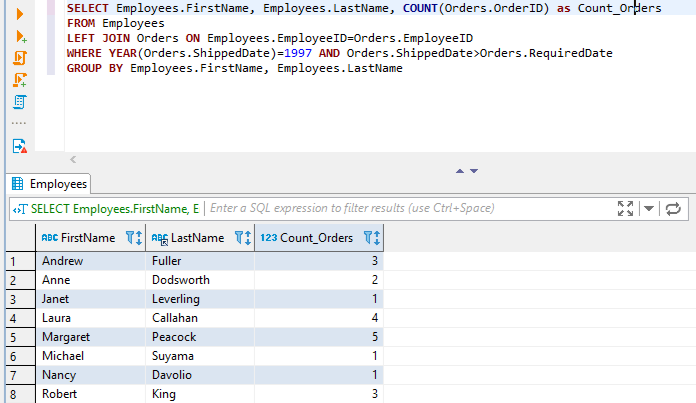 SELECT Employees.FirstName, Employees.LastName, COUNT(Orders.OrderID) as Count_Orders
FROM Employees
LEFT JOIN Orders ON Employees.EmployeeID=Orders.EmployeeID
WHERE YEAR(Orders.ShippedDate)=1997 AND Orders.ShippedDate>Orders.RequiredDate
GROUP BY Employees.FirstName, Employees.LastName
Employees
SELECT Employees.FirstName, E Enter a SQL expression to filter results (use Ctrl+Space)
ABC FirstName ABC LastName 123 Count_Orders
1 Andrew Fuller 3
2 Anne Dodsworth 2
3 Janet Leverling 1
4 Laura Callahan 4
5 Margaret Peacock 5
6 Michael Suyama 1
7 Nancy Davolio 1
8 Robert King 3